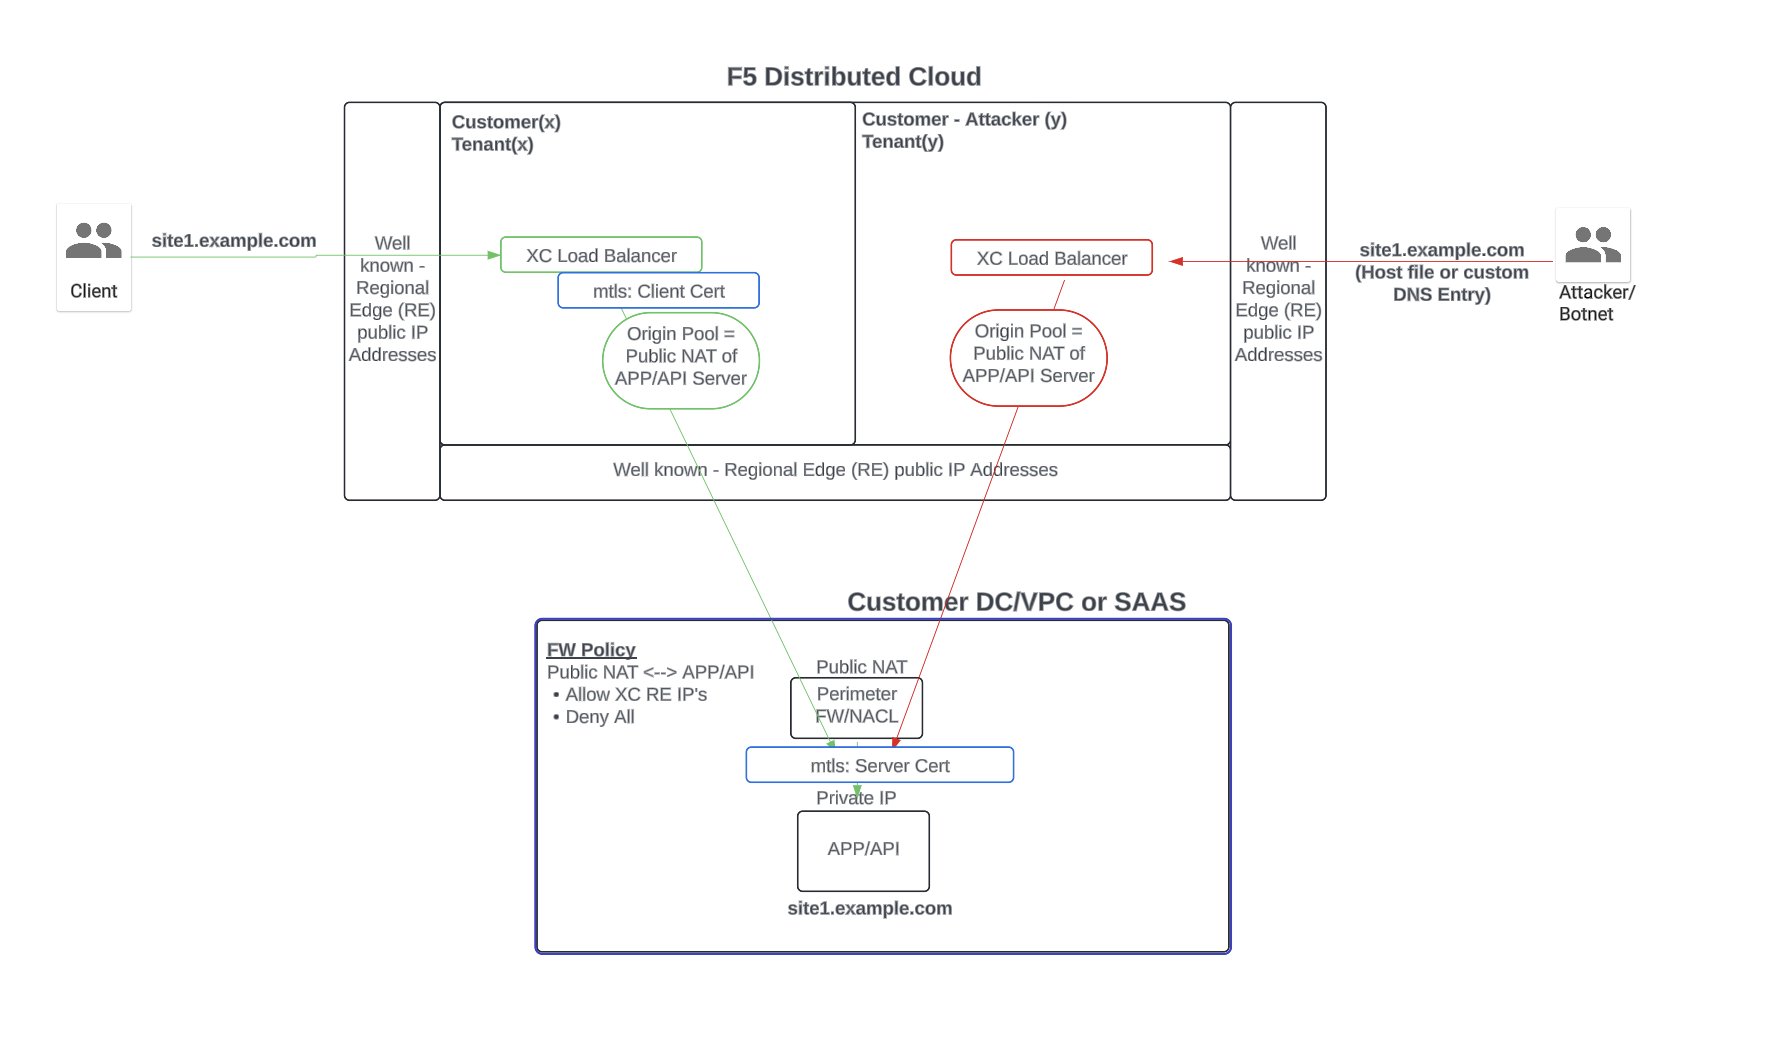 F5 Distributed Cloud
Customer(x)
Tenant(x)
Customer - Attacker (y)
Tenant(y)
Client
site1.example.com
Well
known -
Regional
Edge (RE)
public IP
Addresses
XC Load Balancer
mtls: Client Cert
Origin Pool =
Public NAT of
APP/API Server
XC Load Balancer
Origin Pool =
Public NAT of
APP/API Server
Well
known -
Regional
Edge (RE)
public IP
Addresses
site1.example.com
(Host file or custom
DNS Entry)
Attacker/
Botnet
Well known - Regional Edge (RE) public IP Addresses
Customer DC/VPC or SAAS
FW Policy
Public NAT <--> APP/API
• Allow XC RE IP's
• Deny All
Public NAT
Perimeter
FW/NACL
mtls: Server Cert
Private IP
APP/API
site1.example.com